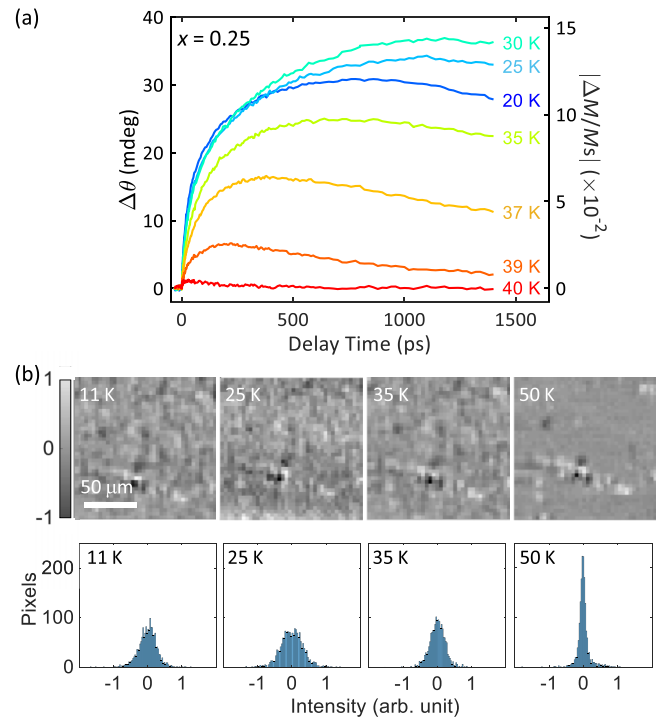 (a)
x = 0.25
40
30
20
10
0
Δθ (mdeg)
15
10
5
0
|ΔM/Ms| (×10⁻²)
30 K
25 K
20 K
35 K
37 K
39 K
40 K
0 500 1000 1500
Delay Time (ps)
(b)
1
0
-1
11 K 25 K 35 K 50 K
50 μm
200
100
0
Pixels
11 K 25 K 35 K 50 K
-1 0 1 -1 0 1 -1 0 1 -1 0 1
Intensity (arb. unit)